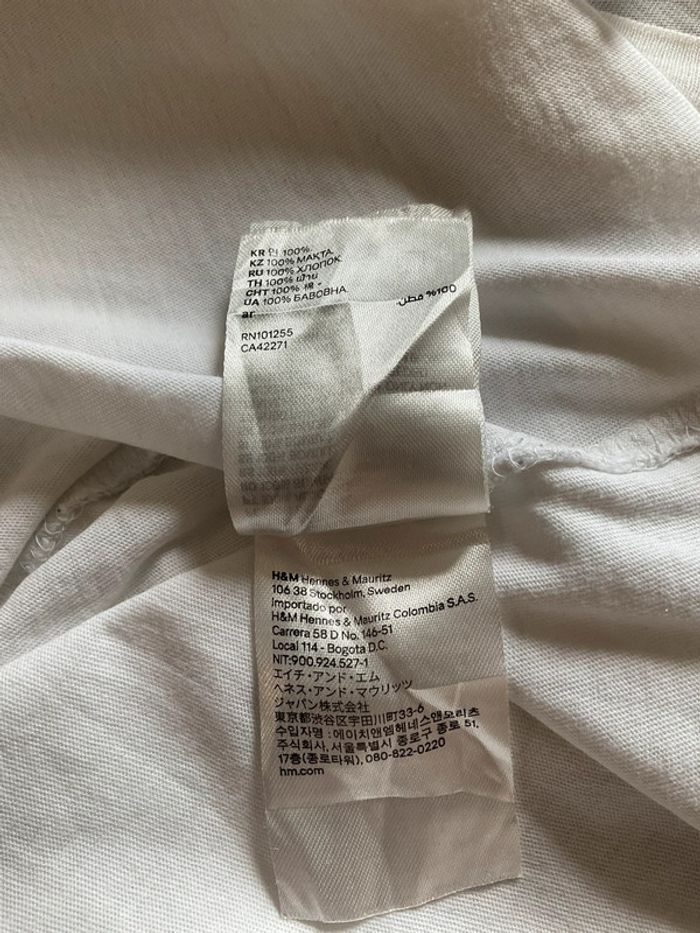 KR 면 100%.
KZ 100% МАҚТА.
RU 100% ХЛОПОК
TH 100% ผ้าฝ้าย
CHT 100% 棉 -
UA 100% БАВОВНА
ar
100% قطن.
RN101255
CA42271
H&M Hennes & Mauritz
106 38 Stockholm, Sweden
Importado por
H&M Hennes & Mauritz Colombia S.A.S.
Carrera 58 D No. 146-51
Local 114 - Bogota D.C.
NIT:900.924.527-1
エイチ・アンド・エム
ヘネス・アンド・マウリッツ
ジャパン株式会社
東京都渋谷区宇田川町33-6
수입자명 : 에이치앤엠헤네스앤모리츠
주식회사, 서울특별시 종로구 종로 51,
17층(종로타워), 080-822-0220
hm.com